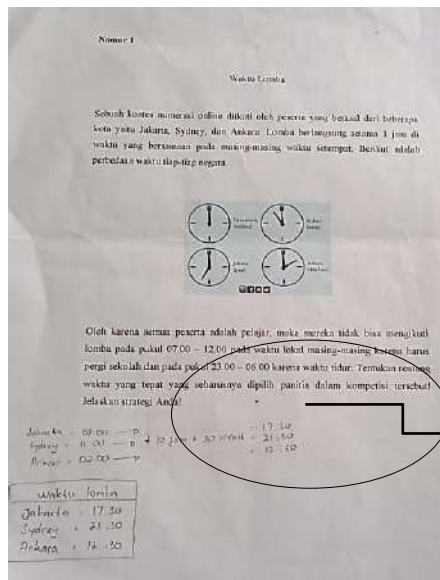 Nomor 1
Waktu Lomba
Sebuah kontes numerasi online diikuti oleh peserta yang berasal dari beberapa
kota yaitu Jakarta, Sydney, dan Ankara. Lomba berlangsung selama 1 jam di
waktu yang bersamaan pada masing-masing waktu setempat. Berikut adalah
perbedaan waktu tiap-tiap negara.
Oleh karena semua peserta adalah pelajar, maka mereka tidak bisa mengikuti
lomba pada pukul 07.00 – 12.00 pada waktu lokal masing-masing karena harus
pergi sekolah dan pada pukul 23.00 – 06.00 karena waktu tidur. Tentukan rentang
waktu yang tepat yang seharusnya dipilih panitia dalam kompetisi tersebut!
Jelaskan strategi Anda!
Jakarta = 07.00 = 17.30
Sydney = 11.00 + 10 jam + 30 menit = 21.30
Ankara = 02.00 = 12.30
Waktu lomba
Jakarta = 17.30
Sydney = 21.30
Ankara = 12.30